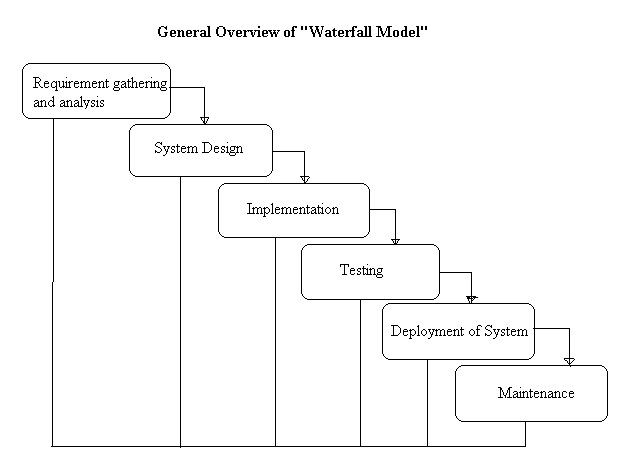 General Overview of "Waterfall Model"
Requirement gathering
and analysis
System Design
Implementation
Testing
Deployment of System
Maintenance